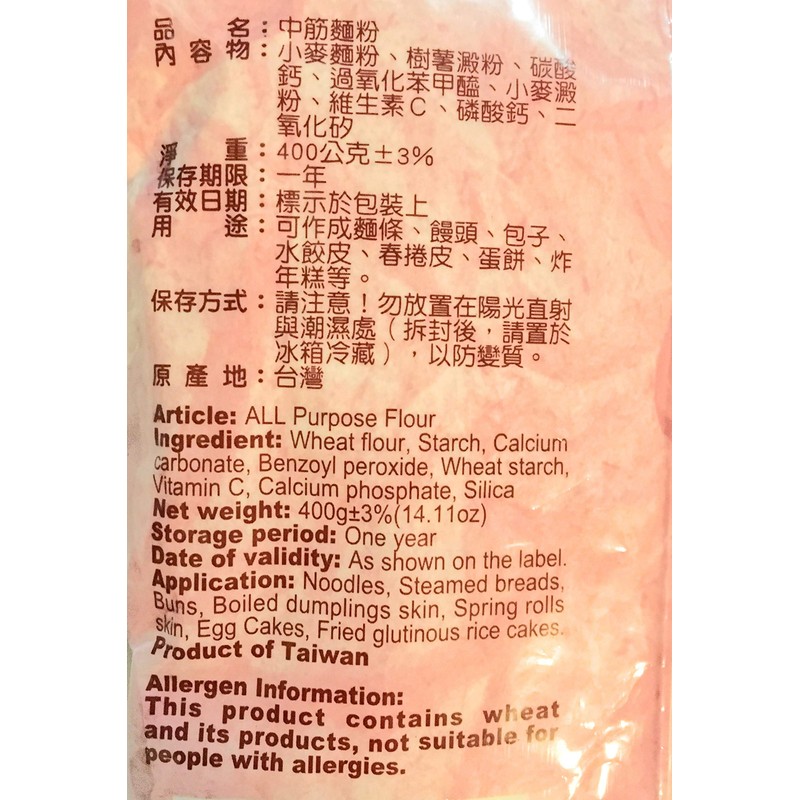 品名：中筋麵粉
內容物：小麥麵粉、樹薯澱粉、碳酸
鈣、過氧化苯甲醯、小麥澱
粉、維生素C、磷酸鈣、二
氧化矽
淨重：400公克±3%
保存期限：一年
有效日期：標示於包裝上
用途：可作成麵條、饅頭、包子、
水餃皮、春捲皮、蛋餅、炸
年糕等。
保存方式：請注意！勿放置在陽光直射
與潮濕處（拆封後，請置於
冰箱冷藏），以防變質。
原產地：台灣
Article: ALL Purpose Flour
Ingredient: Wheat flour, Starch, Calcium
carbonate, Benzoyl peroxide, Wheat starch,
Vitamin C, Calcium phosphate, Silica
Net weight: 400g±3%(14.11oz)
Storage period: One year
Date of validity: As shown on the label.
Application: Noodles, Steamed breads,
Buns, Boiled dumplings skin, Spring rolls
skin, Egg Cakes, Fried glutinous rice cakes.
Product of Taiwan
Allergen Information:
This product contains wheat
and its products, not suitable for
people with allergies.